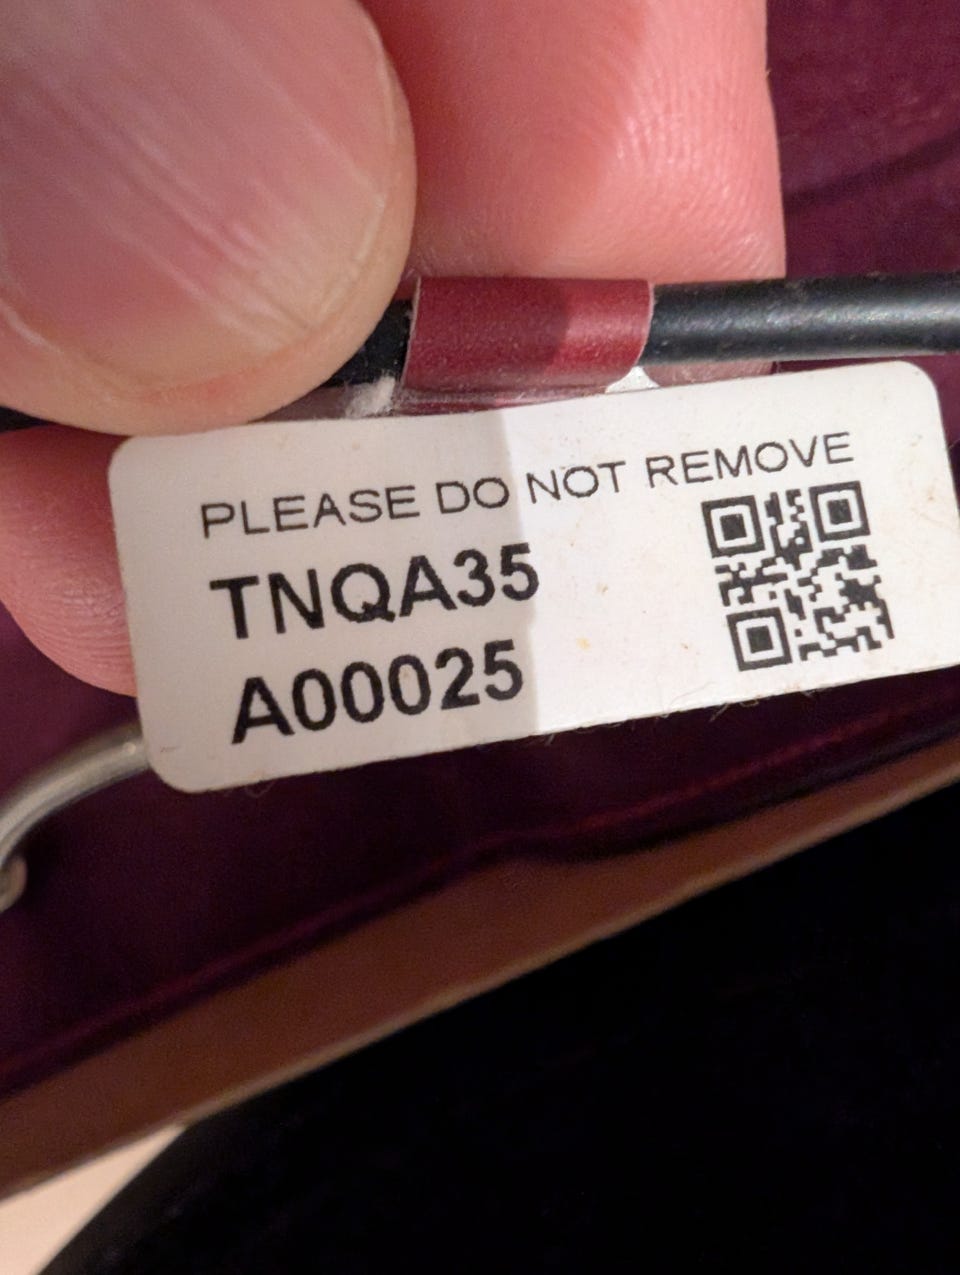 PLEASE DO NOT REMOVE
TNQA35
A00025